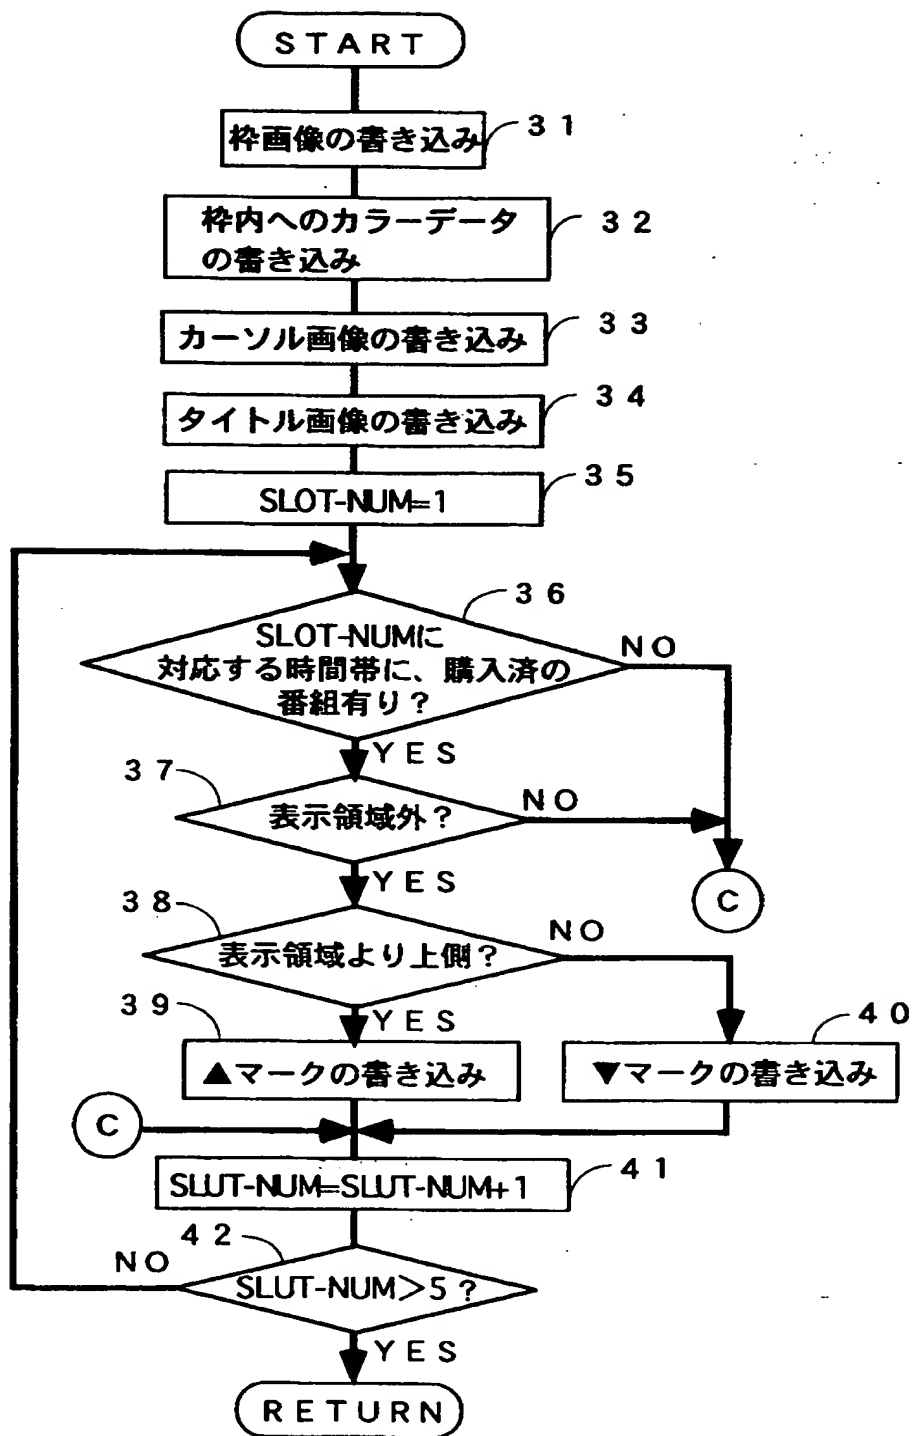 START
枠画像の書き込み
31
枠内へのカラーデータ
の書き込み
32
カーソル画像の書き込み
33
タイトル画像の書き込み
34
SLOT-NUM=1
35
36
SLOT-NUMに
対応する時間帯に、購入済の
番組有り？
NO
YES
37
表示領域外？
NO
YES
C
38
表示領域より上側？
NO
YES
39
▲マークの書き込み
40
▼マークの書き込み
C
SLUT-NUM=SLUT-NUM+1
41
42
NO
SLUT-NUM>5？
YES
RETURN